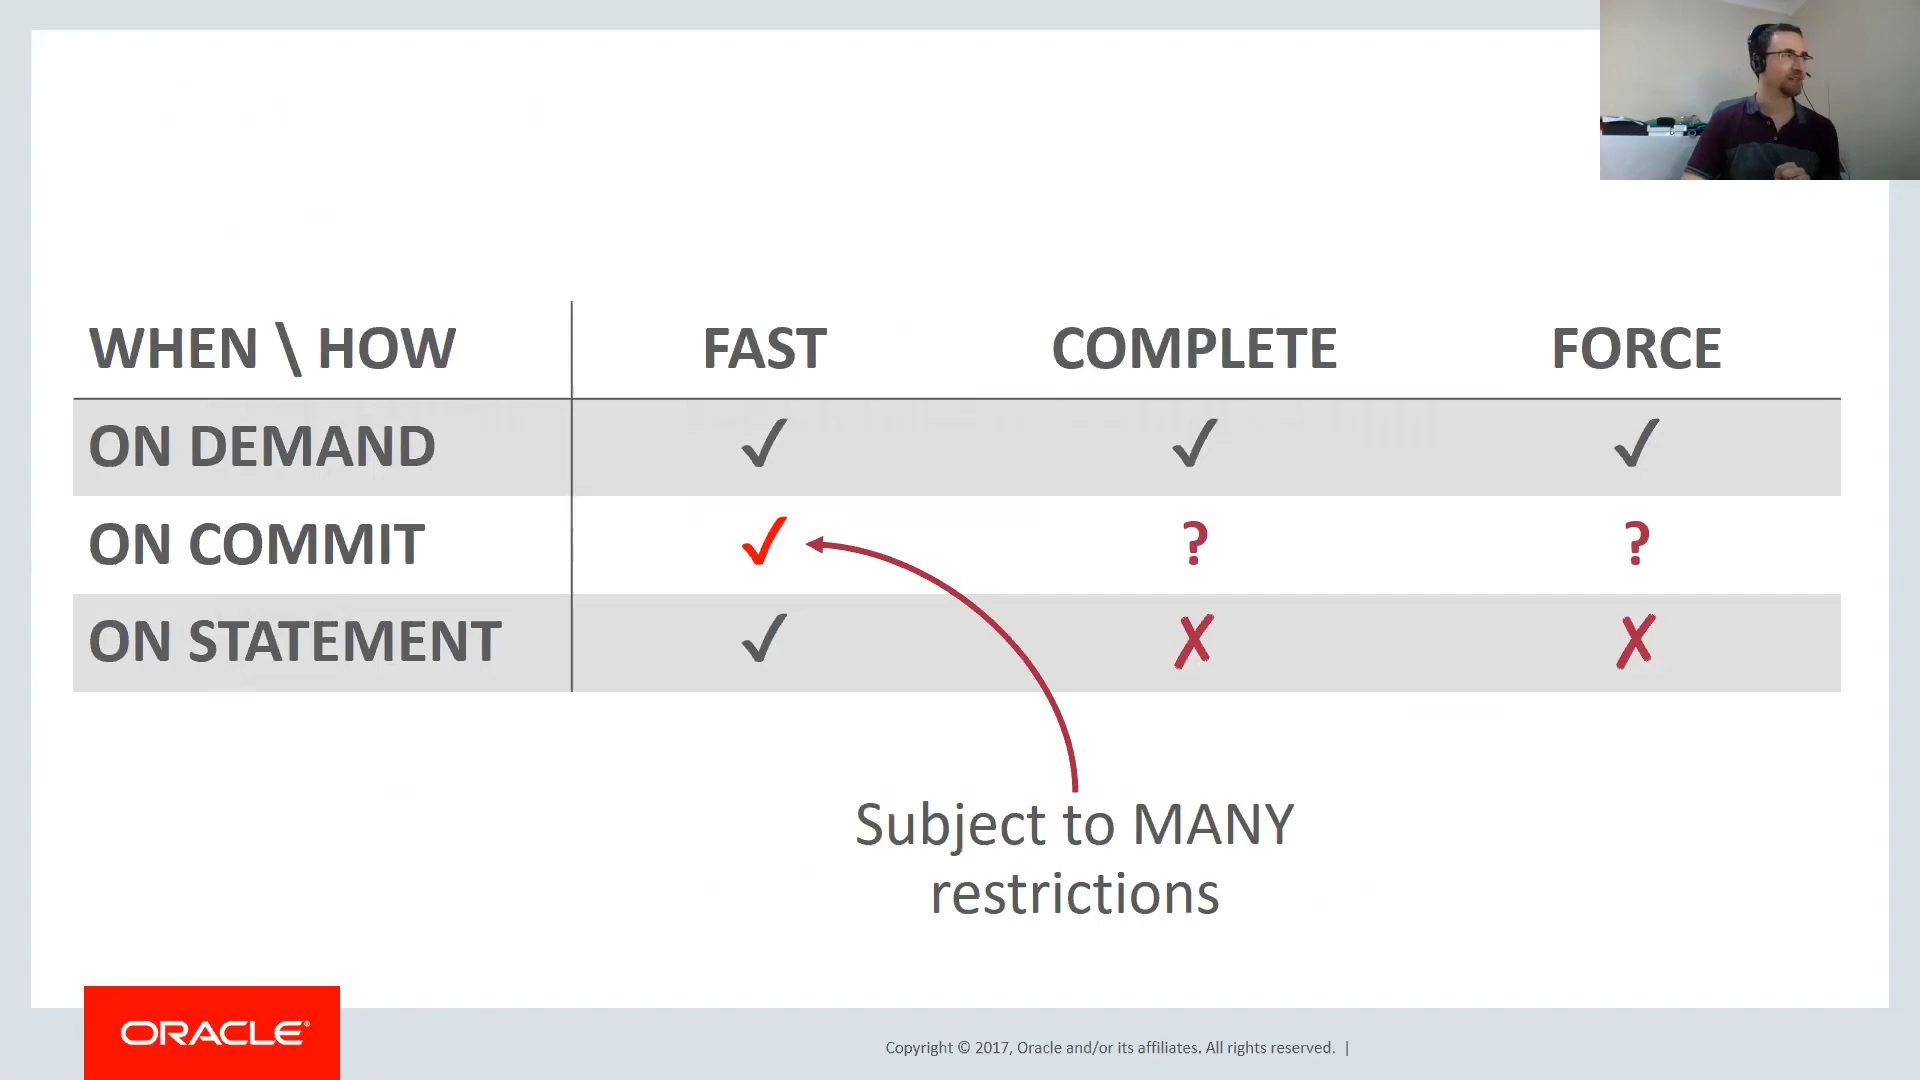 WHEN \ HOW FAST COMPLETE FORCE
ON DEMAND ✓ ✓ ✓
ON COMMIT ✓ ? ?
ON STATEMENT ✓ ✗ ✗
Subject to MANY
restrictions
ORACLE®
Copyright © 2017, Oracle and/or its affiliates. All rights reserved. |